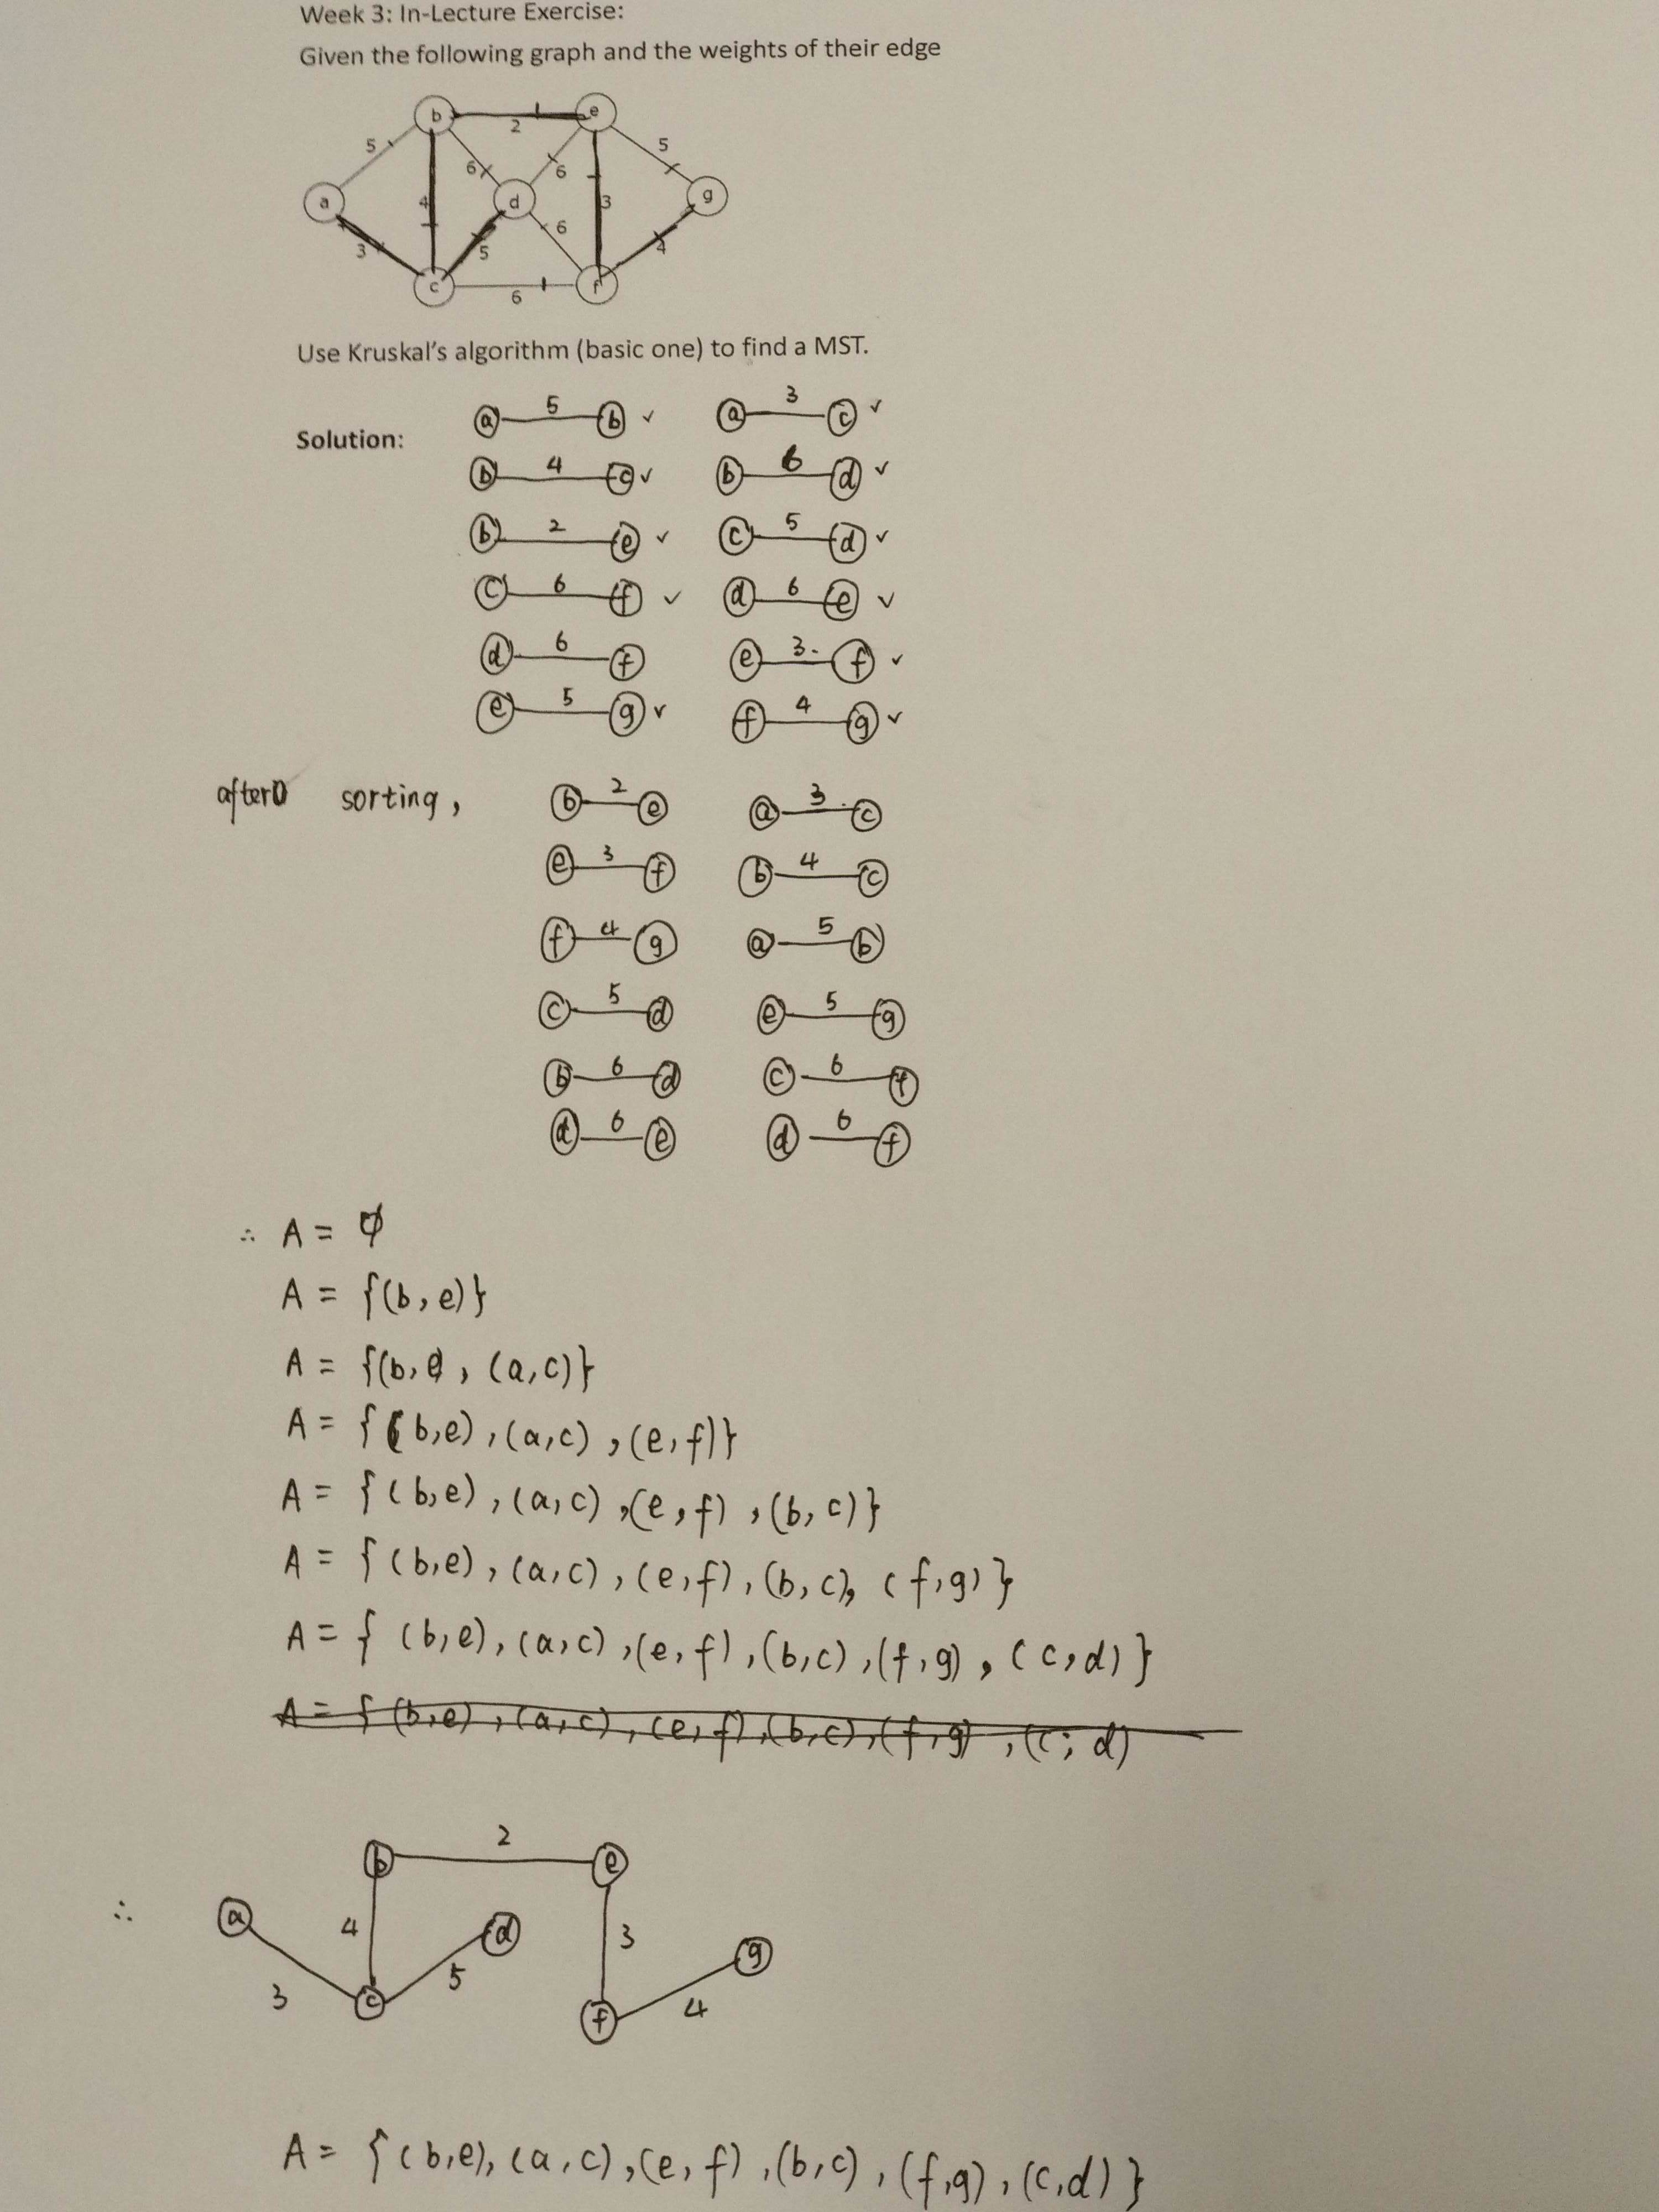 Week 3: In-Lecture Exercise:
Given the following graph and the weights of their edge
b 2 e
5 6 6 5
a 4 d 3 g
3 5 6 4
c 6 f
Use Kruskal's algorithm (basic one) to find a MST.
Solution:
a 5 b ✓ a 3 c ✓
b 4 c ✓ b 6 d ✓
b 2 e ✓ c 5 d ✓
c 6 f ✓ d 6 e ✓
d 6 f e 3 f ✓
e 5 g ✓ f 4 g ✓
after sorting,
b 2 e a 3 c
e 3 f b 4 c
f 4 g a 5 b
c 5 d e 5 g
b 6 d c 6 f
d 6 e d 6 f
∴ A = ∅
A = {(b,e)}
A = {(b,e), (a,c)}
A = {(b,e), (a,c), (e,f)}
A = {(b,e), (a,c), (e,f), (b,c)}
A = {(b,e), (a,c), (e,f), (b,c), (f,g)}
A = {(b,e), (a,c), (e,f), (b,c), (f,g), (c,d)}
A = {(b,e), (a,c), (e,f), (b,c), (f,g), (c,d)
b 2 e
∴ a 4 d 3 g
3 c 5 f 4
A = {(b,e), (a,c), (e,f), (b,c), (f,g), (c,d)}